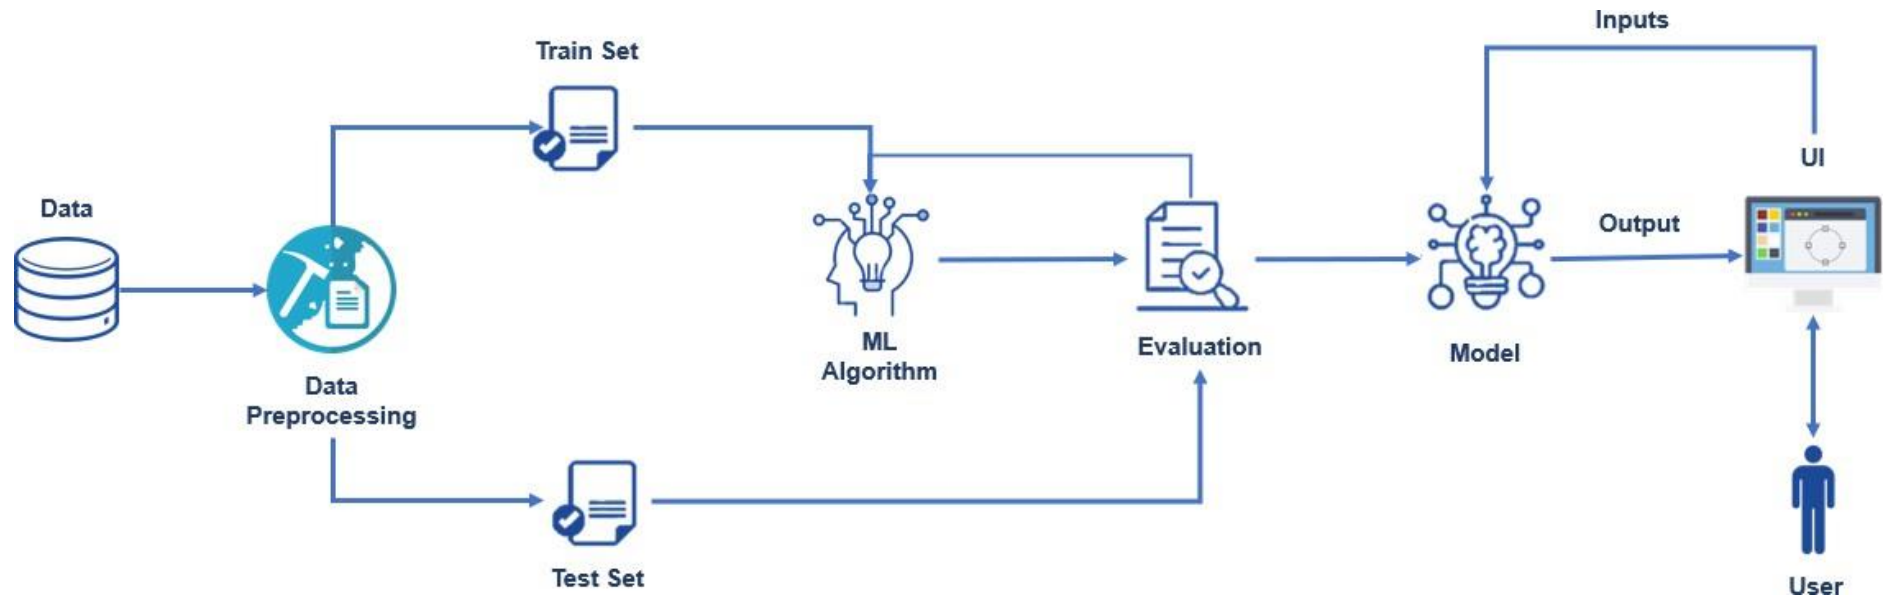 Inputs
Train Set
UI
Data
Output
ML
Algorithm
Evaluation
Model
Data
Preprocessing
Test Set
User